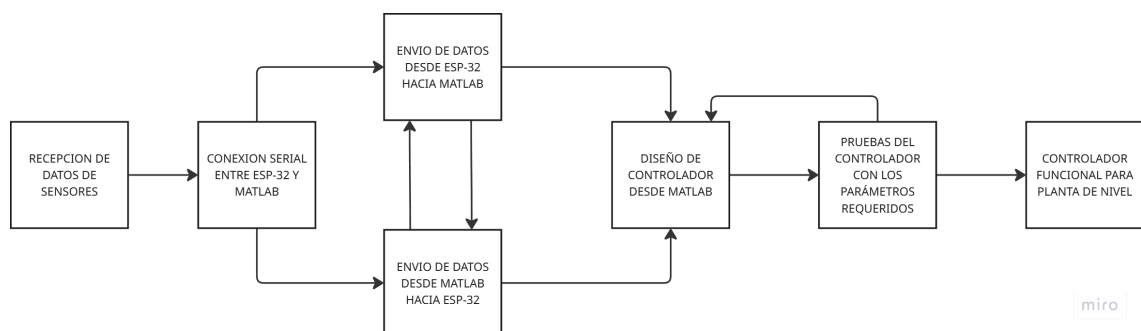 ENVIO DE DATOS
DESDE ESP-32
HACIA MATLAB
RECEPCION DE
DATOS DE
SENSORES
CONEXION SERIAL
ENTRE ESP-32 Y
MATLAB
DISEÑO DE
CONTROLADOR
DESDE MATLAB
PRUEBAS DEL
CONTROLADOR
CON LOS
PARÁMETROS
REQUERIDOS
CONTROLADOR
FUNCIONAL PARA
PLANTA DE NIVEL
ENVIO DE DATOS
DESDE MATLAB
HACIA ESP-32
miro